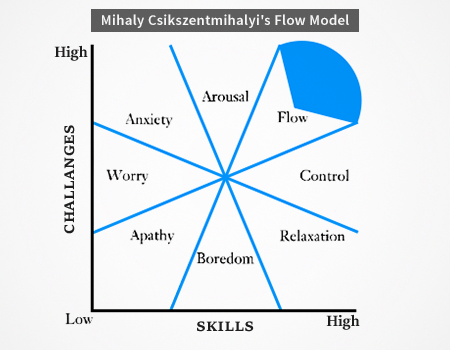 Mihaly Csikszentmihalyi's Flow Model
High
Arousal
Anxiety
Flow
CHALLANGES
Worry
Control
Apathy
Relaxation
Boredom
Low
SKILLS
High